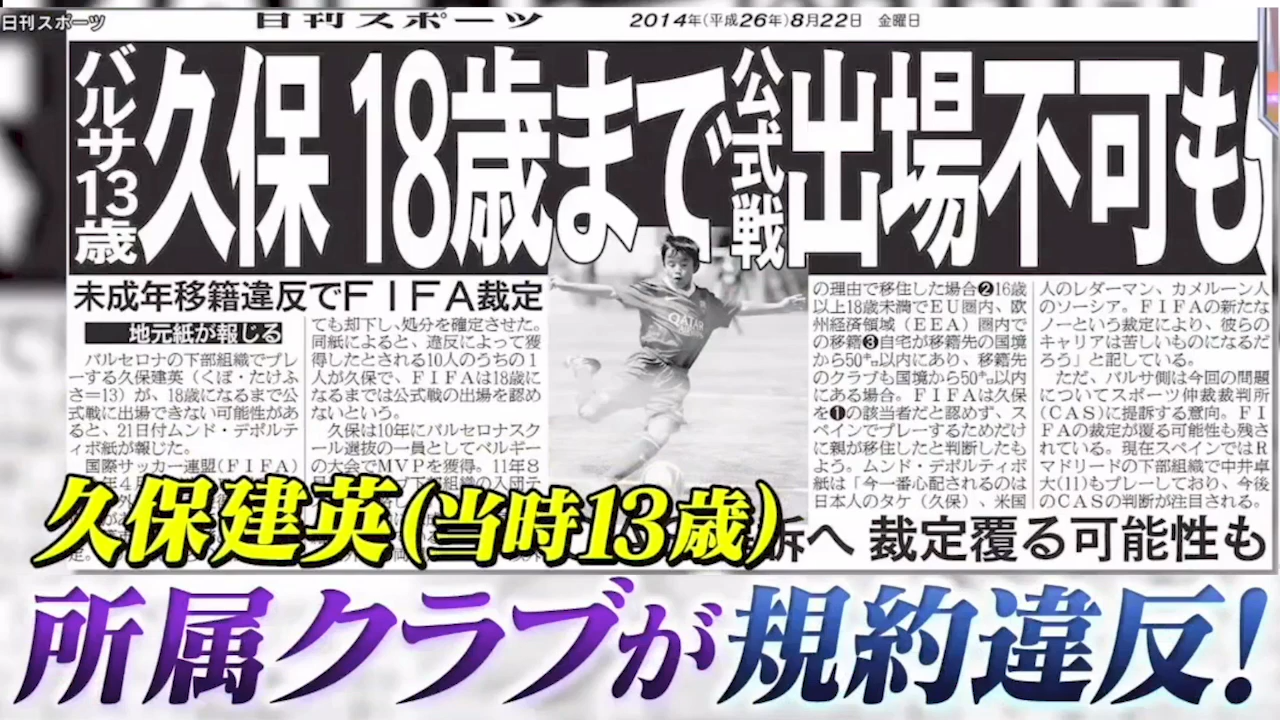 日刊スポーツ
日刊スポーツ
2014年(平成26年)8月22日 金曜日
バルサ13歳
久保 18歳まで
公式戦
出場不可も
未成年移籍違反でFIFA裁定
地元紙が報じる
バルセロナの下部組織でプレ
ーする久保建英(くぼ・たけふ
さ=13)が、18歳になるまで公
式戦に出場できない可能性があ
ると、21日付ムンド・デポルテ
ィボ紙が報じた。
国際サッカー連盟(FIFA)
ても却下し、処分を確定させた。
同紙によると、違反によって獲
得したとされる10人のうちの1
人が久保で、FIFAは18歳に
なるまでは公式戦の出場を認め
ないという。
久保は10年にバルセロナスク
ール選抜の一員としてベルギー
の大会でMVPを獲得。11年8
の理由で移住した場合❷16歳
以上18歳未満でEU圏内、欧
州経済領域(EEA)圏内で
の移籍❸自宅が移籍先の国境
から50㌔以内にあり、移籍先
のクラブも国境から50㌔以内
にある場合。FIFAは久保
を❶の該当者だと認めず、ス
ペインでプレーするためだけ
に親が移住したと判断したも
よう。ムンド・デポルティボ
紙は「今一番心配されるのは
日本人のタケ(久保)、米国
人のレダーマン、カメルーン人
のソーシア。FIFAの新たな
ノーという裁定により、彼らの
キャリアは苦しいものになるだ
ろう」と記している。
ただ、バルサ側は今回の問題
についてスポーツ仲裁裁判所
(CAS)に提訴する意向。FI
FAの裁定が覆る可能性も残さ
れる。現在スペインではR
マドリードの下部組織で中井卓
大(11)もプレーしており、今後
のCASの判断が注目される。
訴へ 裁定覆る可能性も
久保建英(当時13歳)
所属クラブが規約違反!